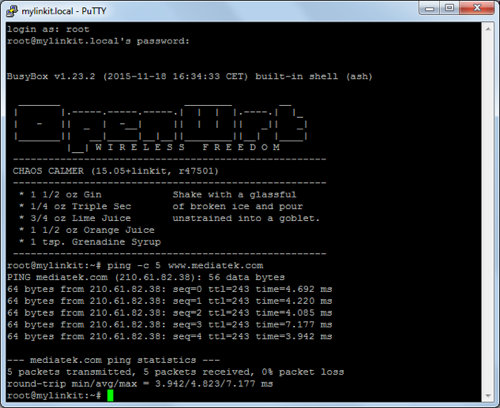 mylinkit.local - PuTTY
login as: root
root@mylinkit.local's password:
BusyBox v1.23.2 (2015-11-18 16:34:33 CET) built-in shell (ash)
OpenWrt
W I R E L E S S   F R E E D O M
-----------------------------------------------------
CHAOS CALMER (15.05+linkit, r47501)
-----------------------------------------------------
* 1 1/2 oz Gin            Shake with a glassful
* 1/4 oz Triple Sec       of broken ice and pour
* 3/4 oz Lime Juice       unstrained into a goblet.
* 1 1/2 oz Orange Juice
* 1 tsp. Grenadine Syrup
-----------------------------------------------------
root@mylinkit:~# ping -c 5 www.mediatek.com
PING mediatek.com (210.61.82.38): 56 data bytes
64 bytes from 210.61.82.38: seq=0 ttl=243 time=4.692 ms
64 bytes from 210.61.82.38: seq=1 ttl=243 time=4.220 ms
64 bytes from 210.61.82.38: seq=2 ttl=243 time=4.085 ms
64 bytes from 210.61.82.38: seq=3 ttl=243 time=7.177 ms
64 bytes from 210.61.82.38: seq=4 ttl=243 time=3.942 ms
--- mediatek.com ping statistics ---
5 packets transmitted, 5 packets received, 0% packet loss
round-trip min/avg/max = 3.942/4.823/7.177 ms
root@mylinkit:~#